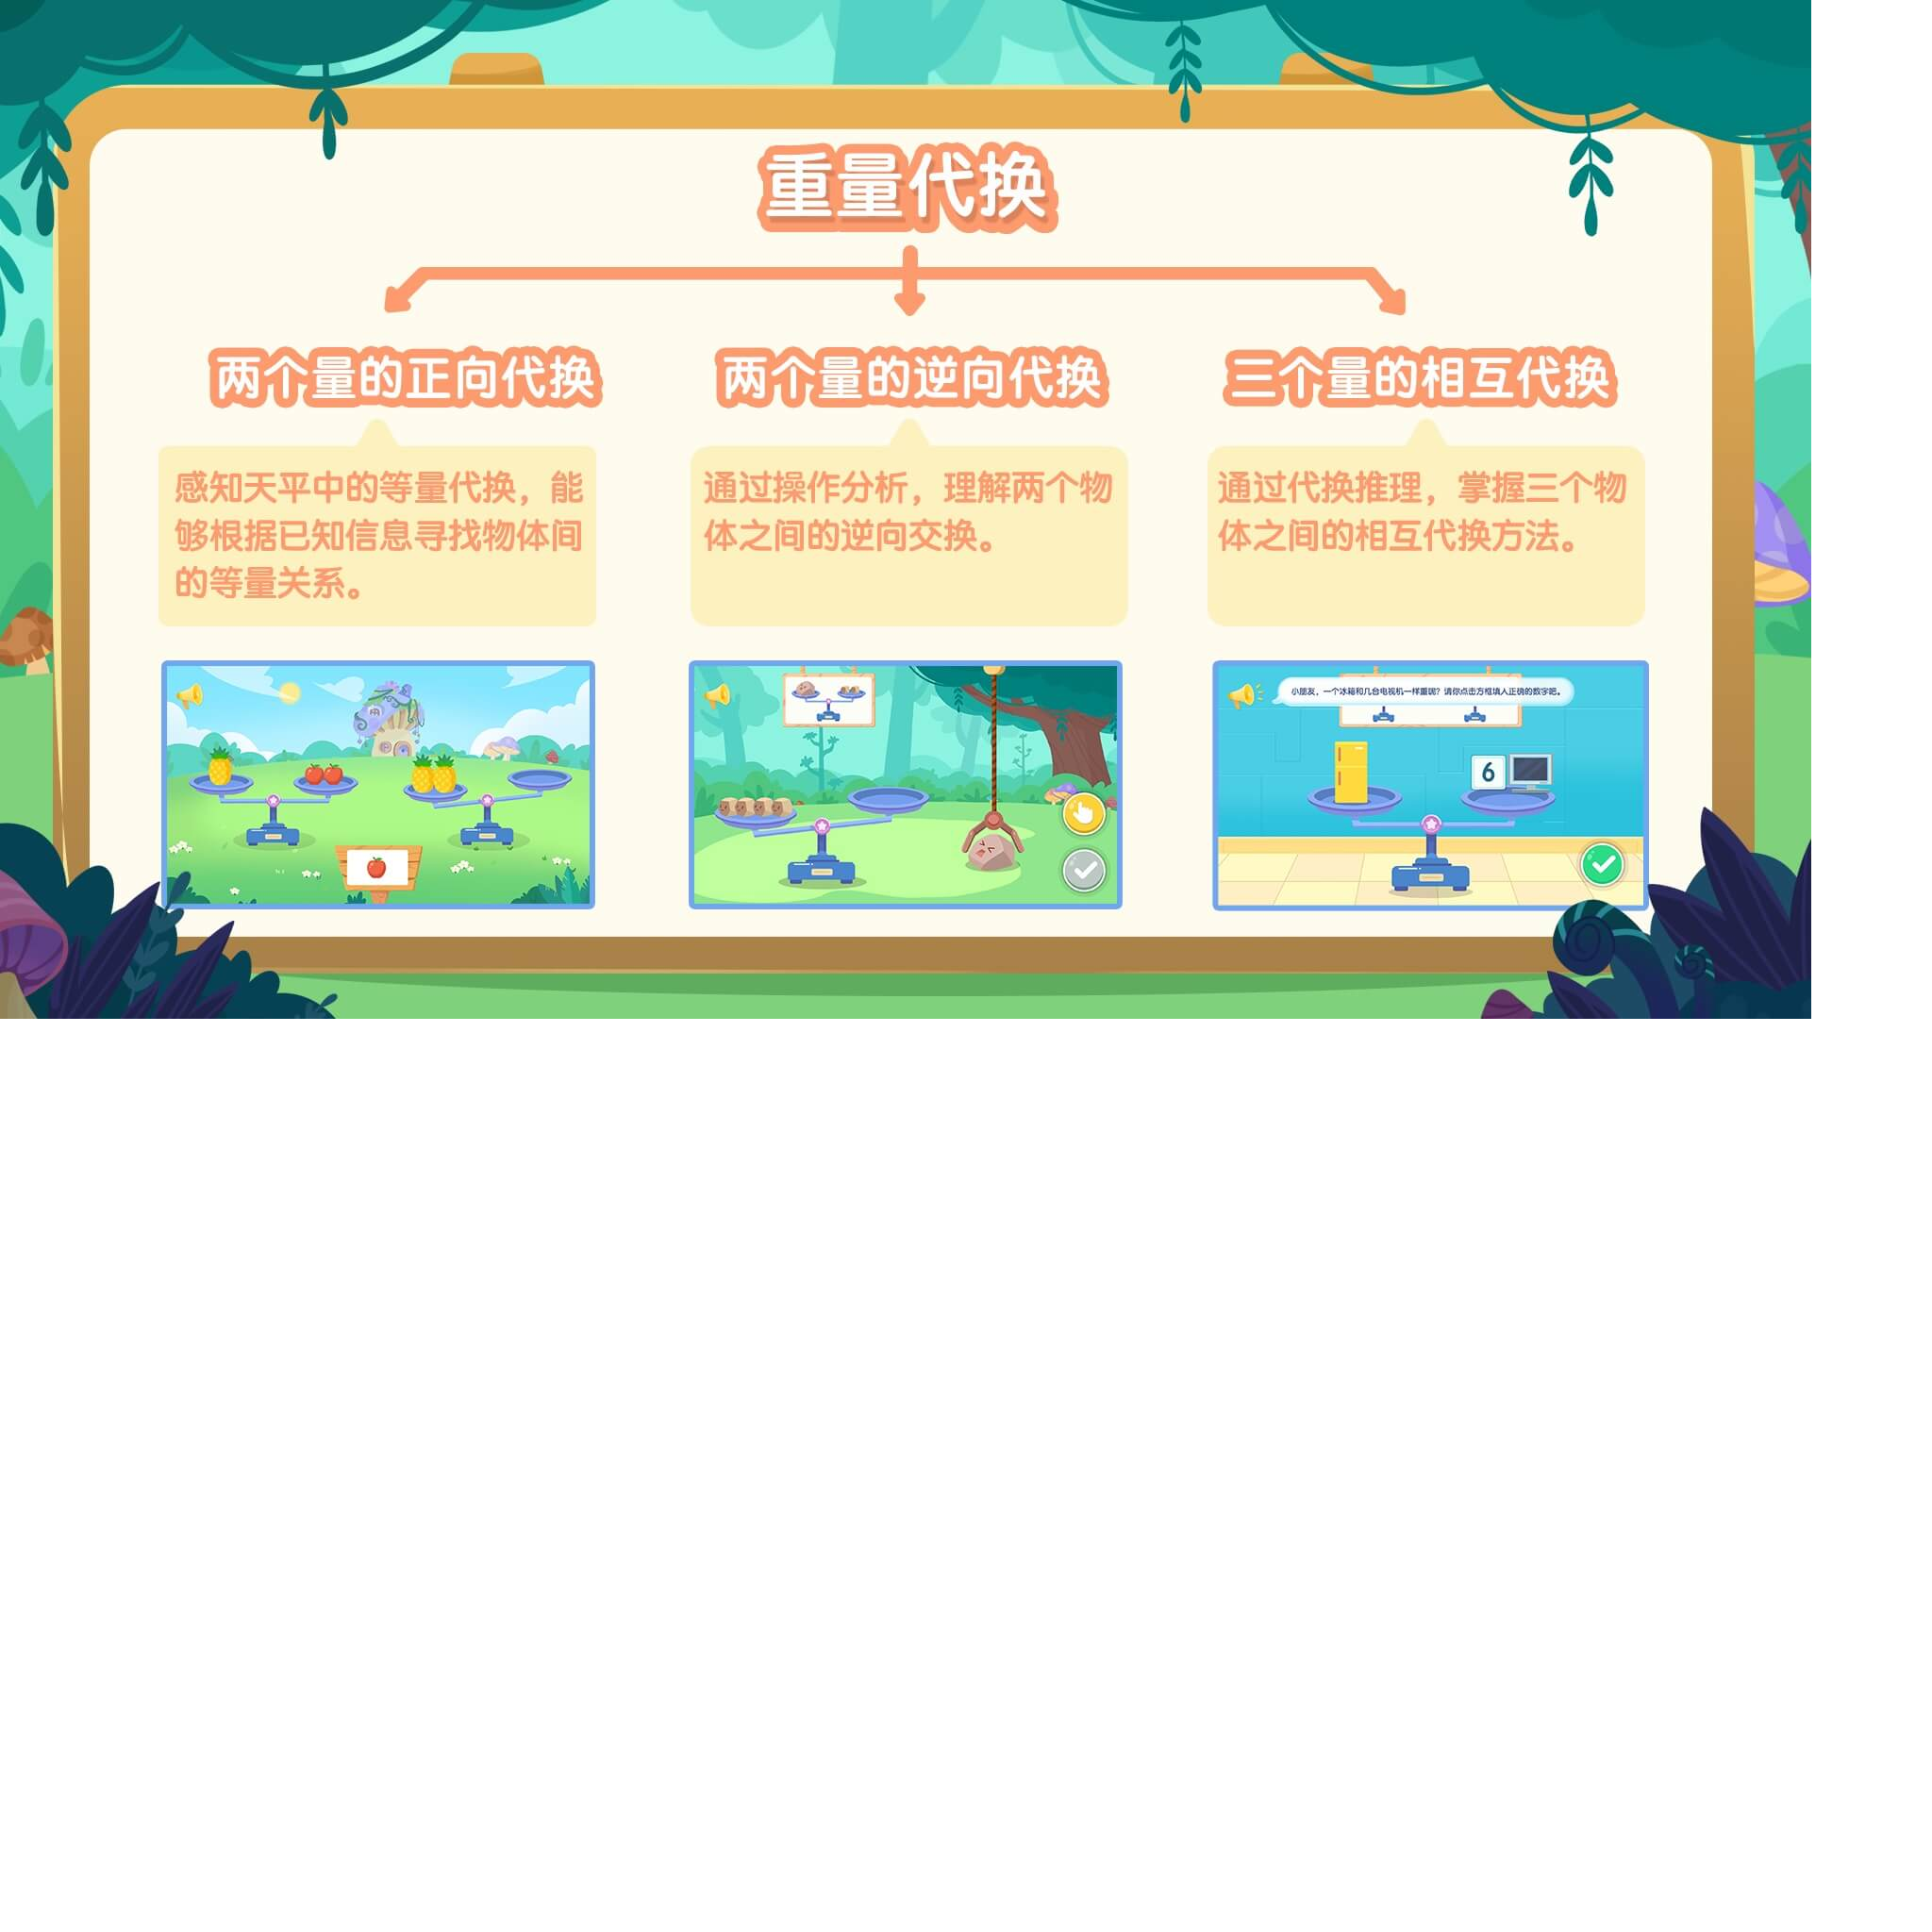 重量代换
两个量的正向代换
感知天平中的等量代换，能
够根据已知信息寻找物体间
的等量关系。
两个量的逆向代换
通过操作分析，理解两个物
体之间的逆向交换。
三个量的相互代换
通过代换推理，掌握三个物
体之间的相互代换方法。
小朋友，一个冰箱和几台电视机一样重呢？请你点击方框填入正确的数字吧。
6